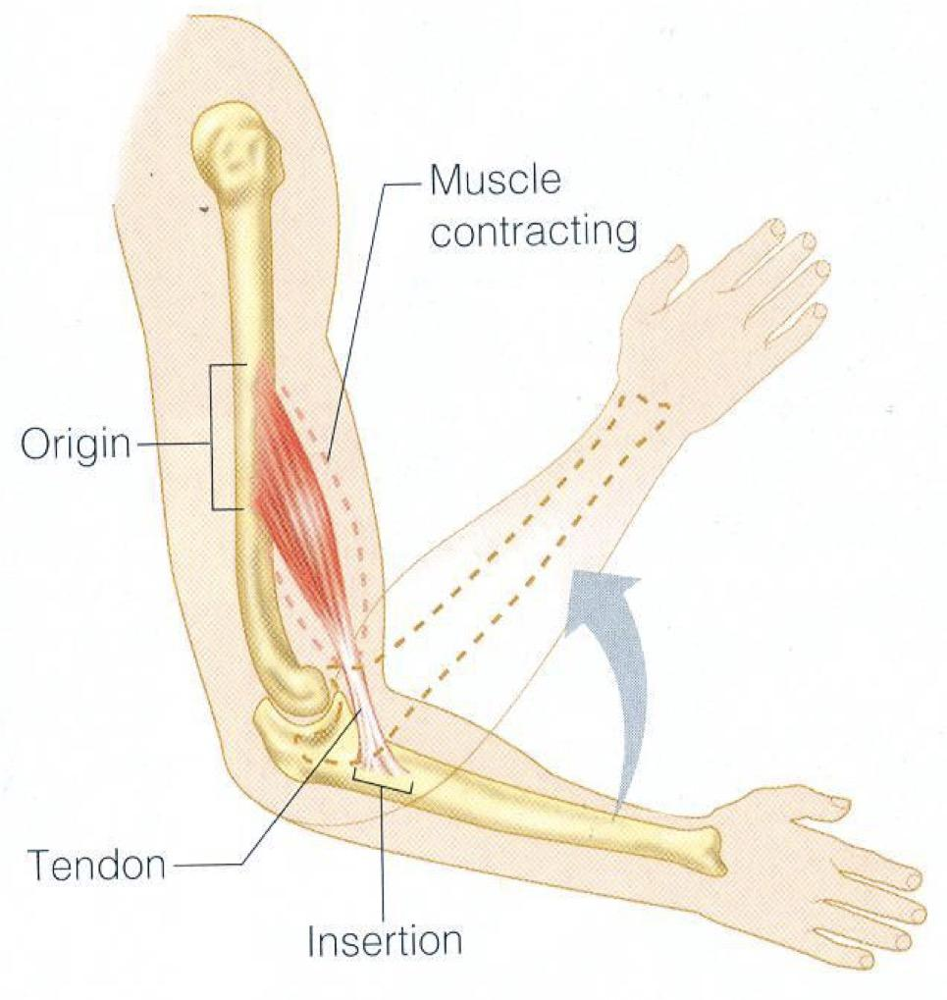 Muscle
contracting
Origin
Tendon
Insertion